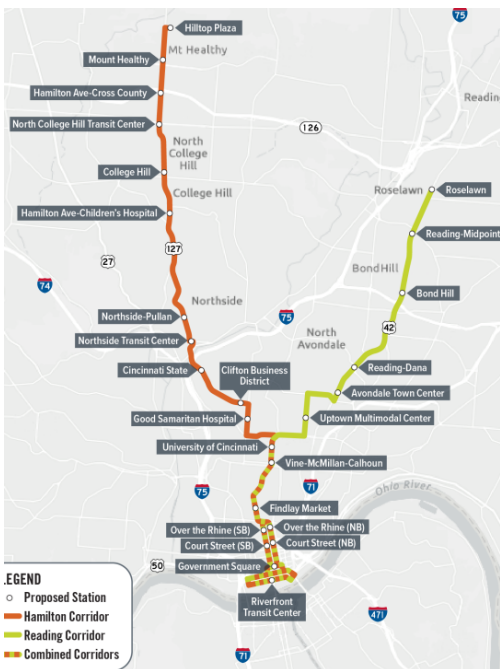 75
Hilltop Plaza
Mt Healthy
Mount Healthy
Hamilton Ave-Cross County
Reading
North College Hill Transit Center
126
North
College
Hill
College Hill
College Hill
Roselawn
Roselawn
Hamilton Ave-Children's Hospital
Reading-Midpoint
127
27
Bond Hill
74
Bond Hill
Northside
Northside-Pullan
75
42
North
Avondale
Northside Transit Center
Cincinnati State
Clifton Business
District
Reading-Dana
Avondale Town Center
Good Samaritan Hospital
Uptown Multimodal Center
University of Cincinnati
Vine-McMillan-Calhoun
75
71
Ohio River
Findlay Market
Over the Rhine (SB)
Over the Rhine (NB)
Court Street (SB)
Court Street (NB)
50
Government Square
Riverfront
Transit Center
471
71
LEGEND
Proposed Station
Hamilton Corridor
Reading Corridor
Combined Corridors